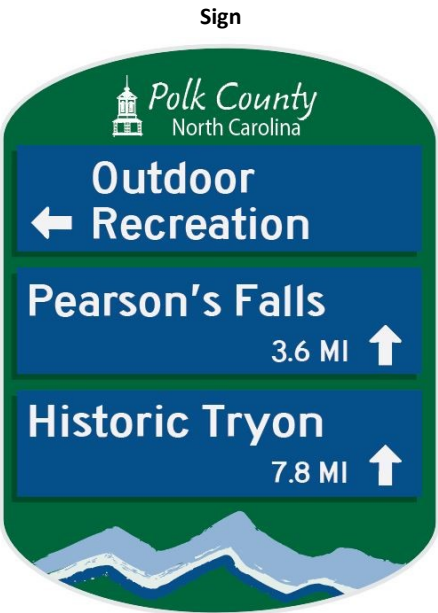 Sign
Polk County
North Carolina
Outdoor
Recreation
Pearson's Falls
3.6 MI
Historic Tryon
7.8 MI